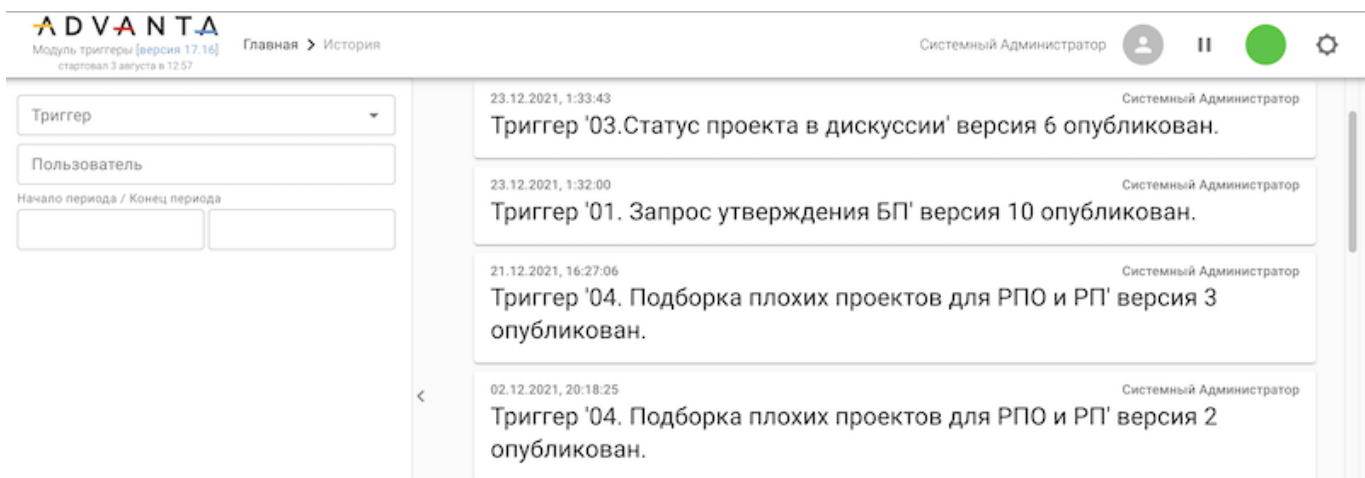 ADVANTA
Модуль триггеры [версия 17.16]
стартовал 3 августа в 12:57
Главная > История
Системный Администратор
Триггер
Пользователь
Начало периода / Конец периода
23.12.2021, 1:33:43
Системный Администратор
Триггер '03.Статус проекта в дискуссии' версия 6 опубликован.
23.12.2021, 1:32:00
Системный Администратор
Триггер '01. Запрос утверждения БП' версия 10 опубликован.
21.12.2021, 16:27:06
Системный Администратор
Триггер '04. Подборка плохих проектов для РПО и РП' версия 3
опубликован.
02.12.2021, 20:18:25
Системный Администратор
Триггер '04. Подборка плохих проектов для РПО и РП' версия 2
опубликован.